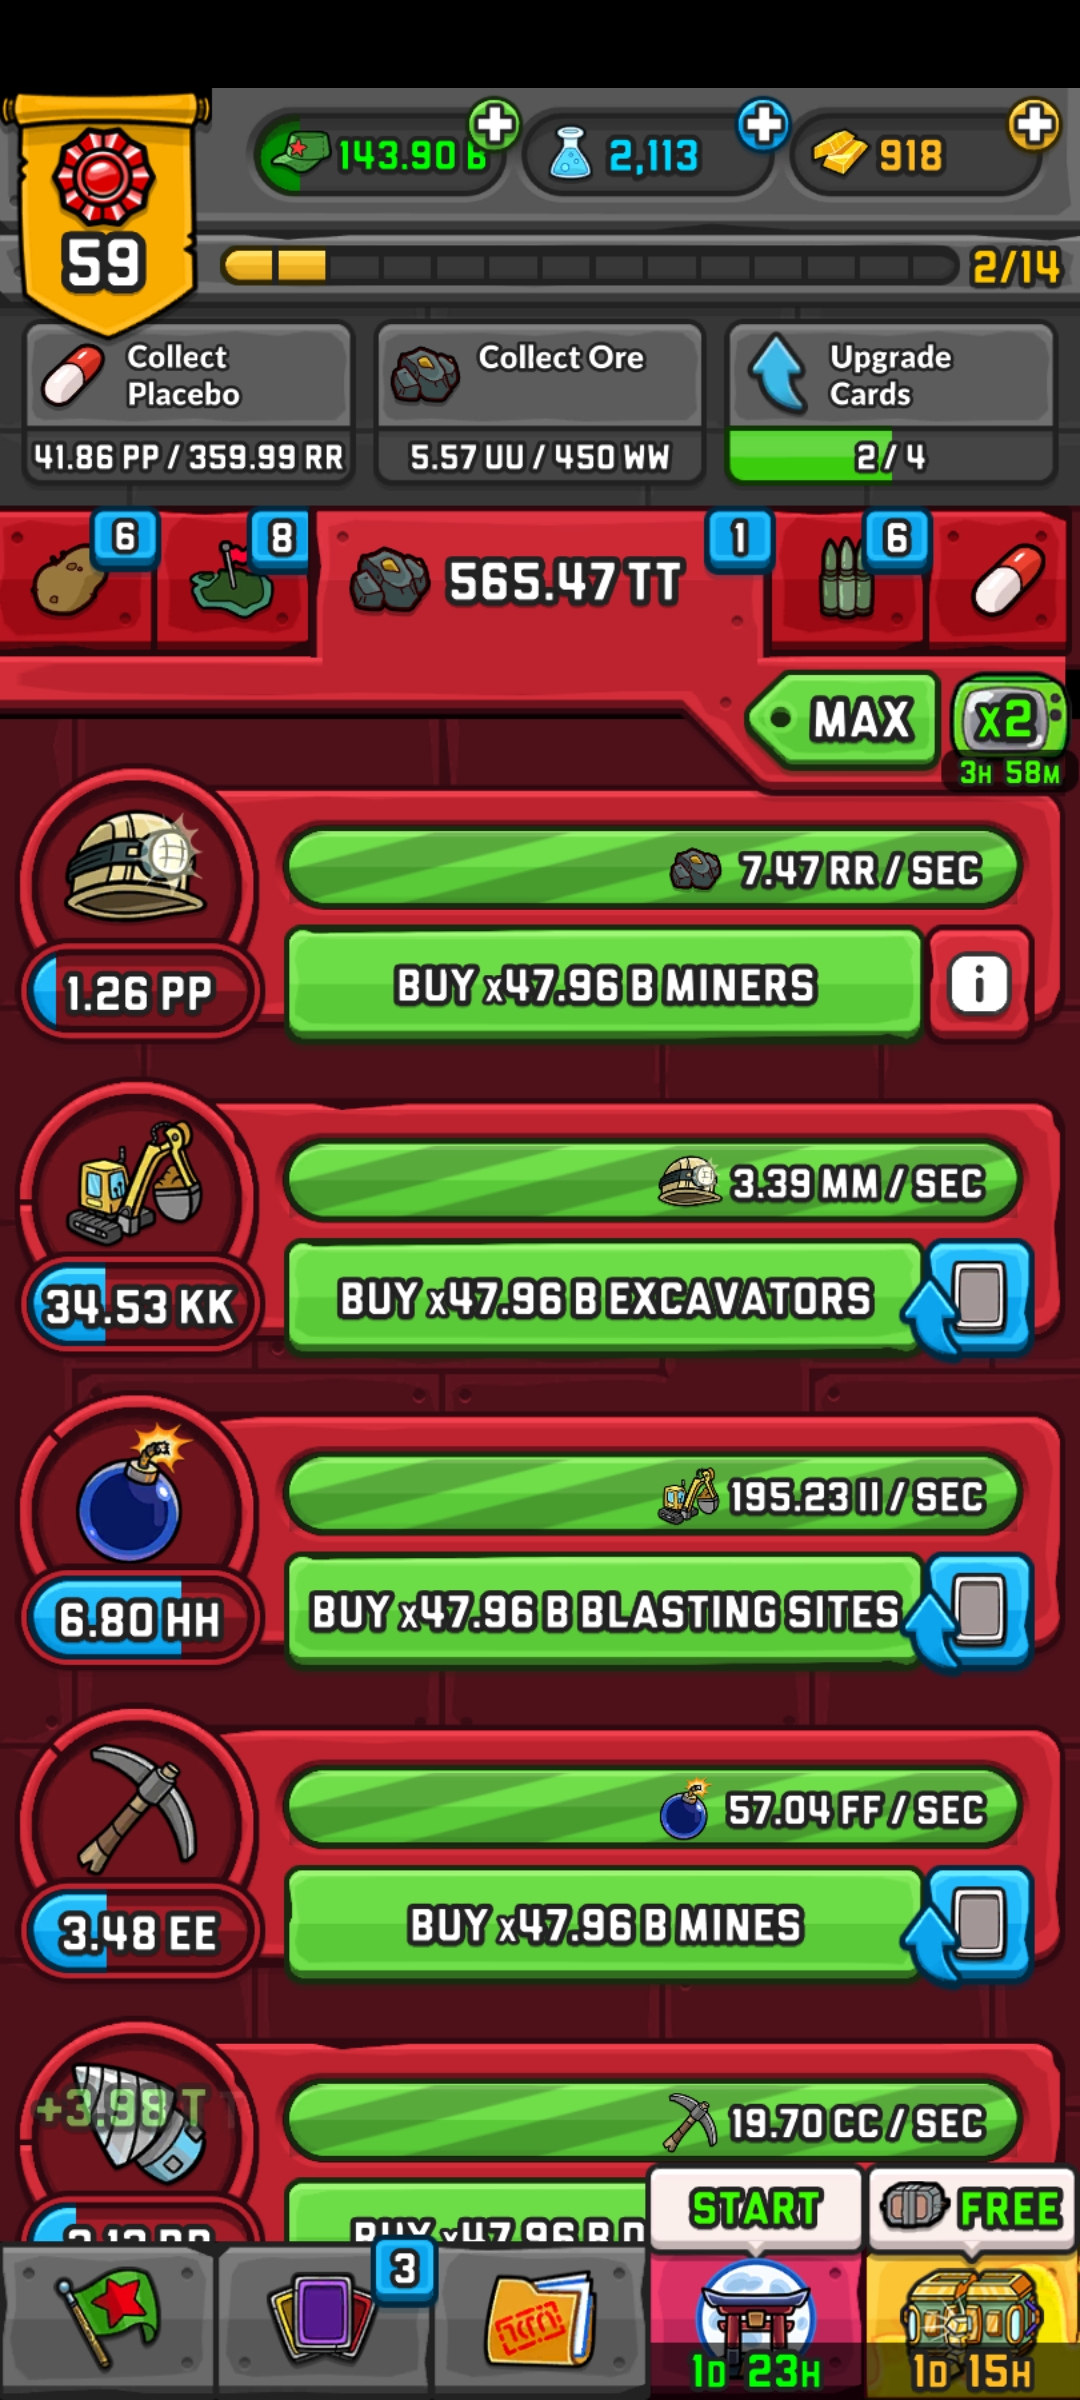 143.90 B
2,113
918
59
2/14
Collect
Placebo
41.86 PP / 359.99 RR
Collect Ore
5.57 UU / 450 WW
Upgrade
Cards
2 / 4
6
8
565.47 TT
1
6
MAX
x2
3H 58M
7.47 RR / SEC
1.26 PP
BUY x47.96 B MINERS
i
3.39 MM / SEC
34.53 KK
BUY x47.96 B EXCAVATORS
195.23 II / SEC
6.80 HH
BUY x47.96 B BLASTING SITES
57.04 FF / SEC
3.48 EE
BUY x47.96 B MINES
+3.98 T
19.70 CC / SEC
BUY x47.96 B
START
FREE
3
1D 23H
1D 15H